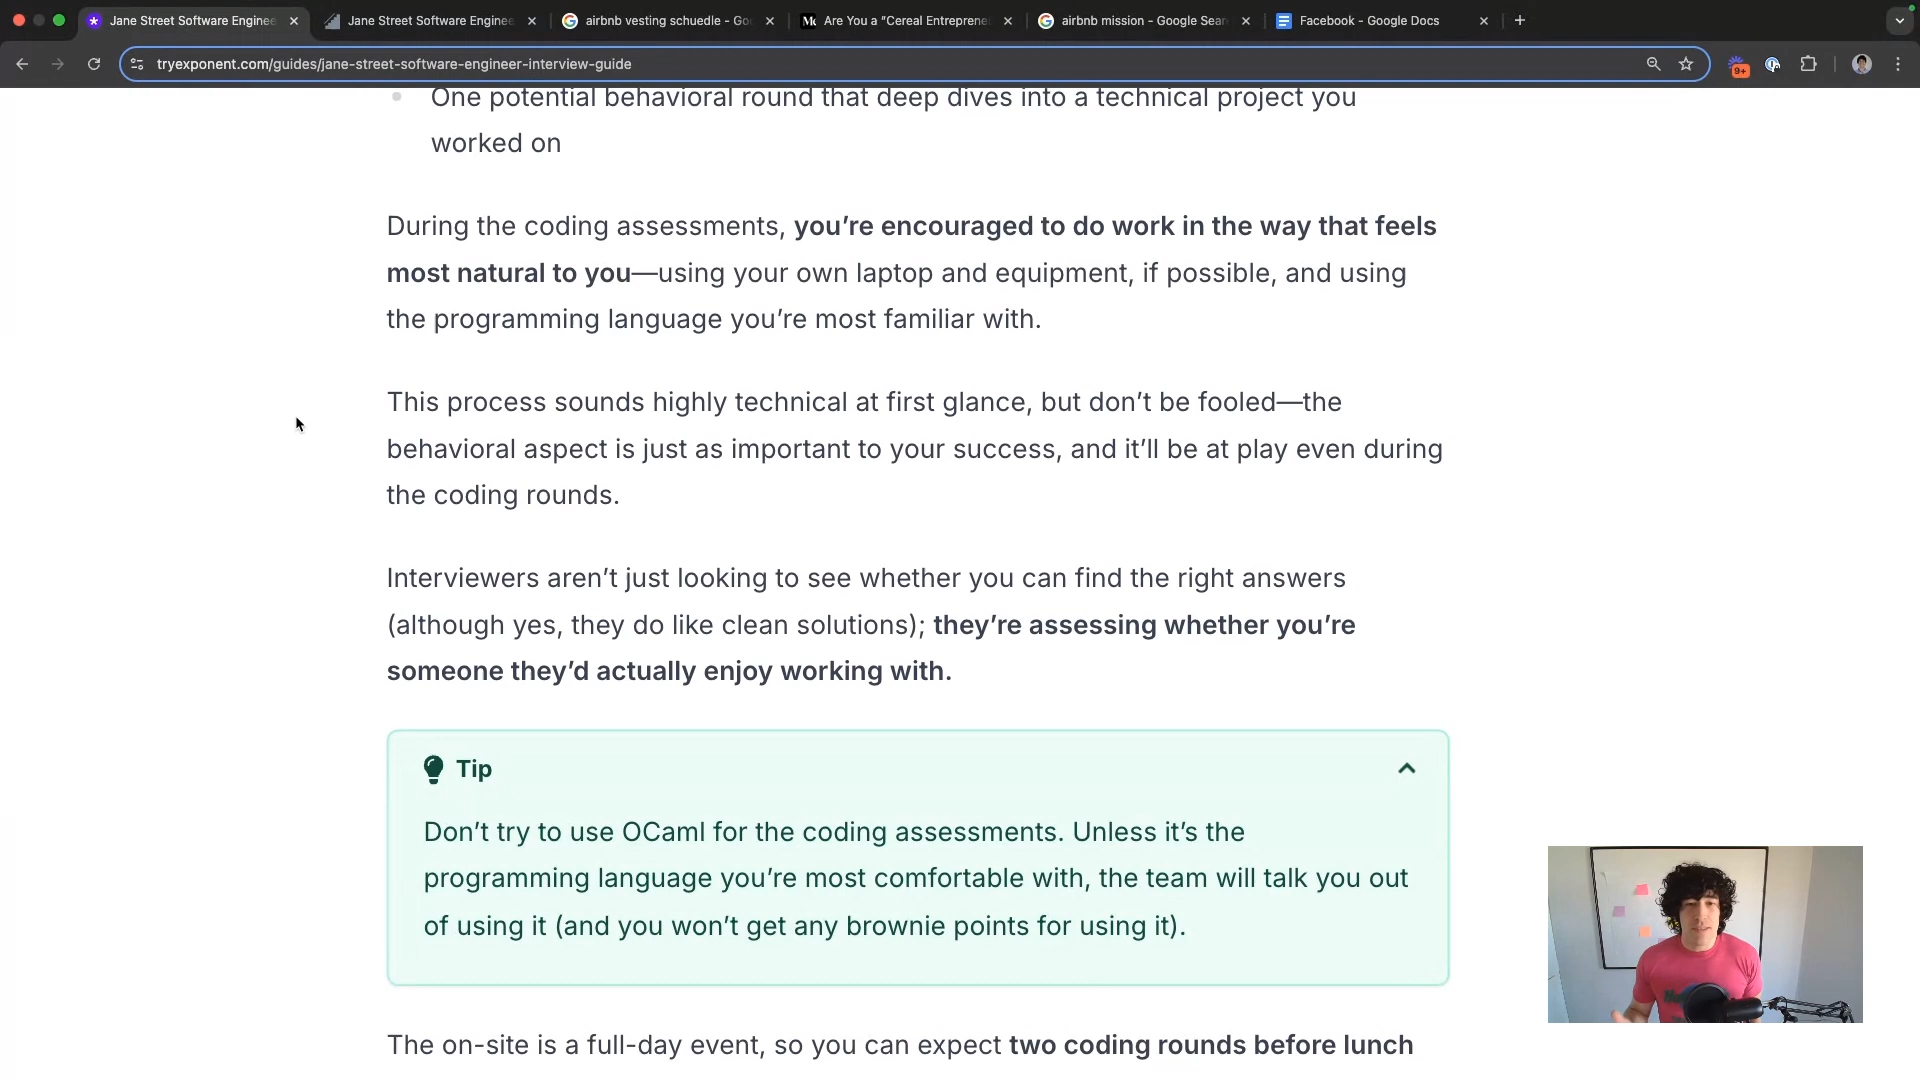 Jane Street Software Enginee
Jane Street Software Enginee
airbnb vesting schuedle - Goo
Are You a "Cereal Entreprene
airbnb mission - Google Sear
Facebook - Google Docs
tryexponent.com/guides/jane-street-software-engineer-interview-guide
9+
One potential behavioral round that deep dives into a technical project you
worked on
During the coding assessments, you're encouraged to do work in the way that feels
most natural to you—using your own laptop and equipment, if possible, and using
the programming language you're most familiar with.
This process sounds highly technical at first glance, but don't be fooled—the
behavioral aspect is just as important to your success, and it'll be at play even during
the coding rounds.
Interviewers aren't just looking to see whether you can find the right answers
(although yes, they do like clean solutions); they're assessing whether you're
someone they'd actually enjoy working with.
Tip
Don't try to use OCaml for the coding assessments. Unless it's the
programming language you're most comfortable with, the team will talk you out
of using it (and you won't get any brownie points for using it).
The on-site is a full-day event, so you can expect two coding rounds before lunch